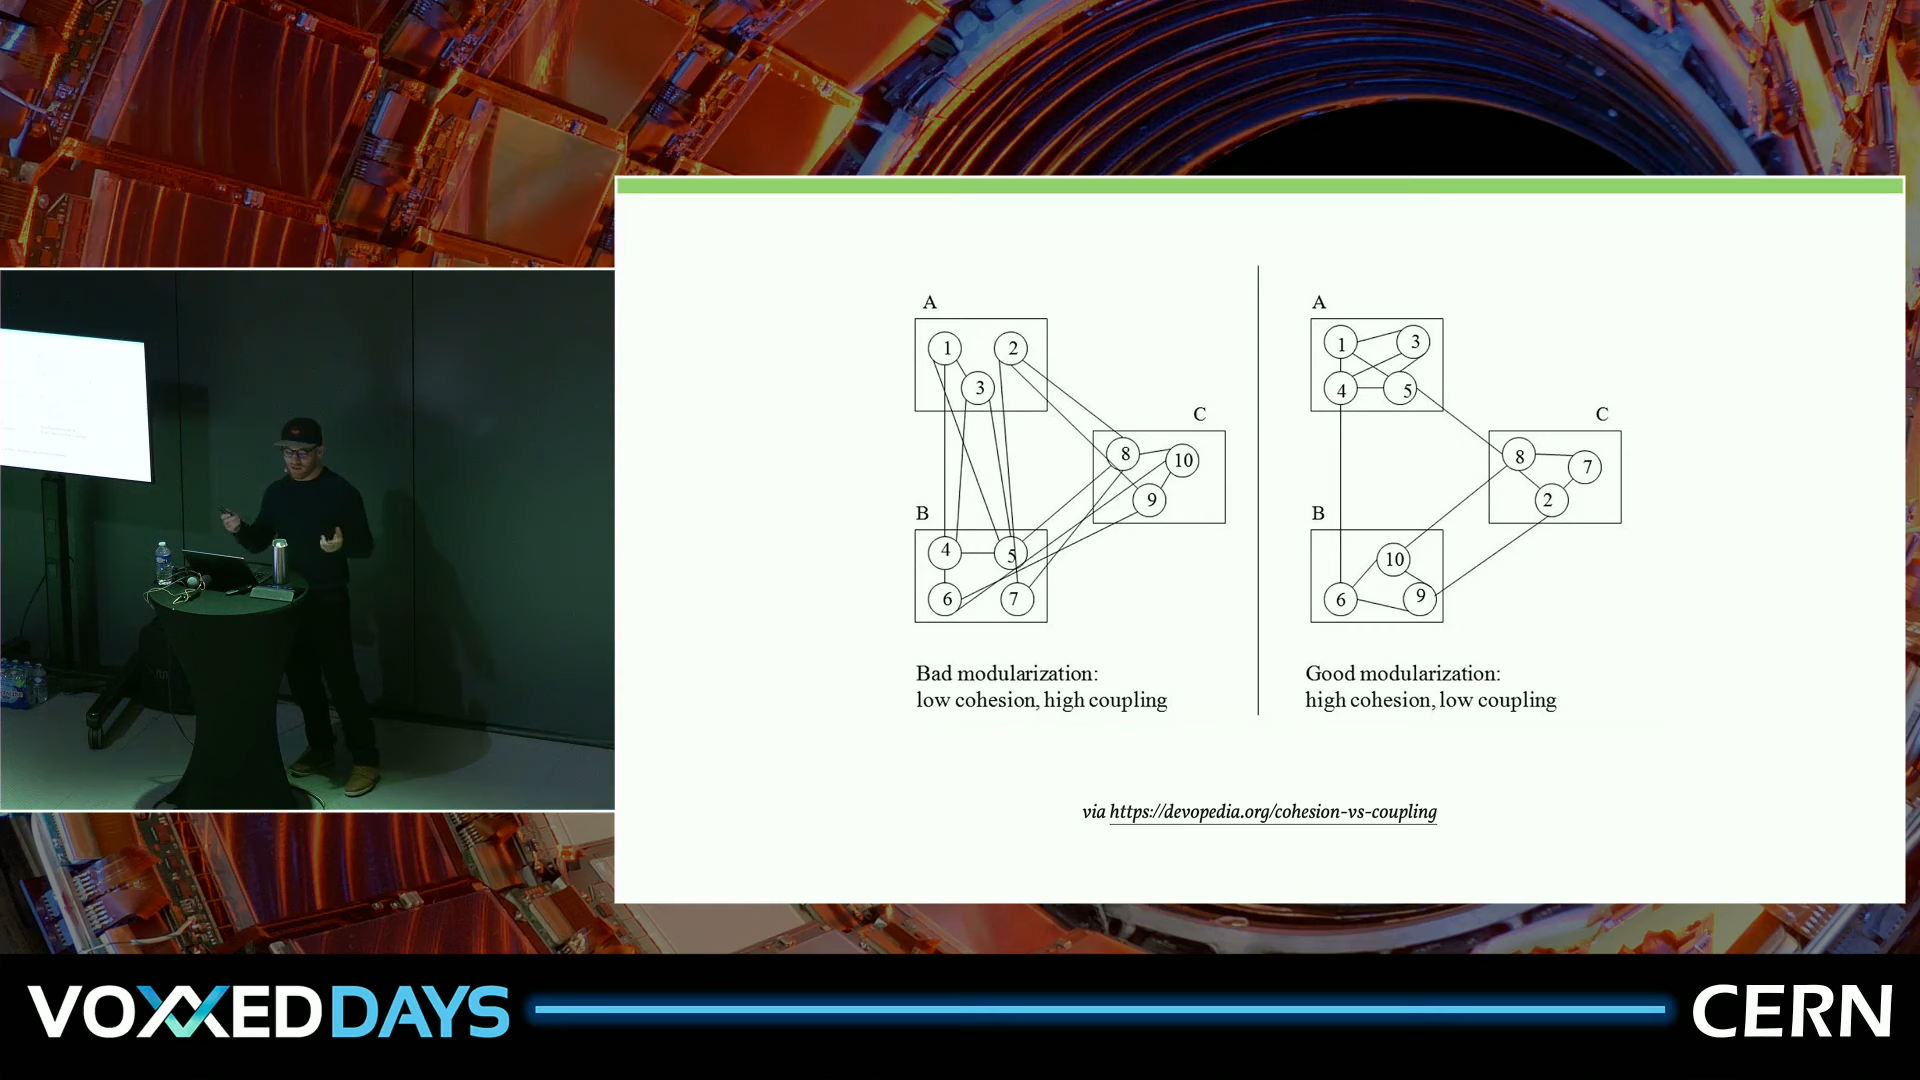 A
1 2
3
C
8 10
9
B
4 5
6 7
Bad modularization:
low cohesion, high coupling
A
1 3
4 5
C
8 7
2
B
10
6 9
Good modularization:
high cohesion, low coupling
via https://devopedia.org/cohesion-vs-coupling
VOXXEDDAYS
CERN